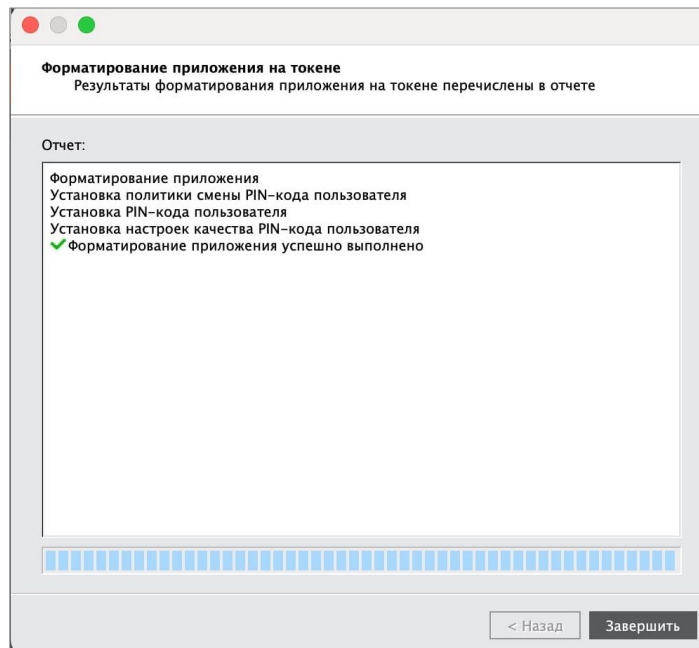 Форматирование приложения на токене
Результаты форматирования приложения на токене перечислены в отчете
Отчет:
Форматирование приложения
Установка политики смены PIN-кода пользователя
Установка PIN-кода пользователя
Установка настроек качества PIN-кода пользователя
Форматирование приложения успешно выполнено
< Назад
Завершить